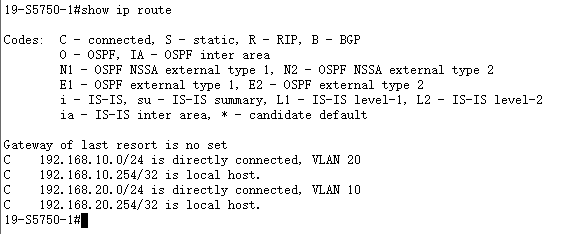 19-S5750-1#show ip route
Codes:  C - connected, S - static, R - RIP, B - BGP
O - OSPF, IA - OSPF inter area
N1 - OSPF NSSA external type 1, N2 - OSPF NSSA external type 2
E1 - OSPF external type 1, E2 - OSPF external type 2
i - IS-IS, su - IS-IS summary, L1 - IS-IS level-1, L2 - IS-IS level-2
ia - IS-IS inter area, * - candidate default
Gateway of last resort is no set
C    192.168.10.0/24 is directly connected, VLAN 20
C    192.168.10.254/32 is local host.
C    192.168.20.0/24 is directly connected, VLAN 10
C    192.168.20.254/32 is local host.
19-S5750-1#